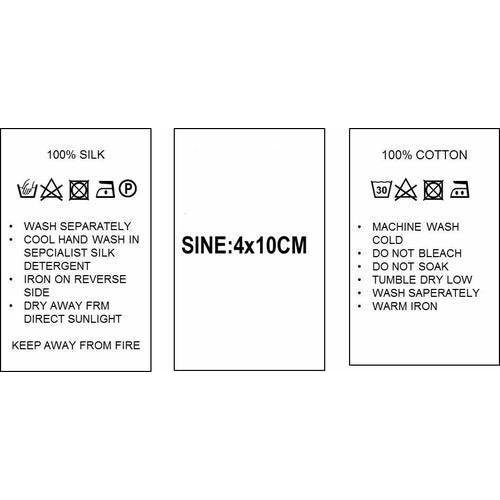 100% SILK
P
• WASH SEPARATELY
• COOL HAND WASH IN
SEPCIALIST SILK
DETERGENT
• IRON ON REVERSE
SIDE
• DRY AWAY FRM
DIRECT SUNLIGHT
KEEP AWAY FROM FIRE
SINE:4x10CM
100% COTTON
30
• MACHINE WASH
COLD
• DO NOT BLEACH
• DO NOT SOAK
• TUMBLE DRY LOW
• WASH SAPERATELY
• WARM IRON